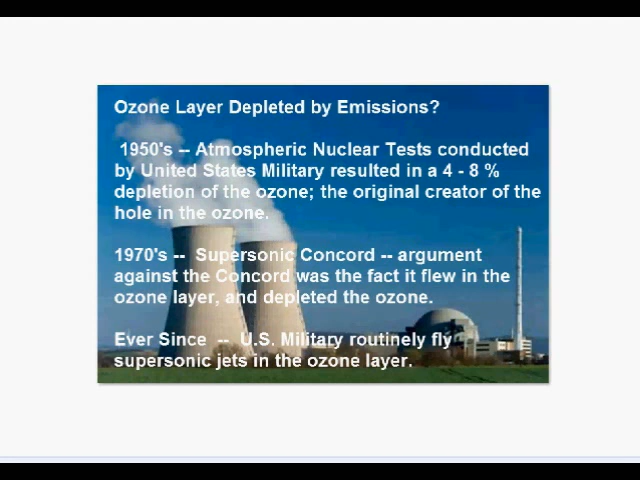 Ozone Layer Depleted by Emissions?
1950's -- Atmospheric Nuclear Tests conducted
by United States Military resulted in a 4 - 8 %
depletion of the ozone; the original creator of the
hole in the ozone.
1970's -- Supersonic Concord -- argument
against the Concord was the fact it flew in the
ozone layer, and depleted the ozone.
Ever Since -- U.S. Military routinely fly
supersonic jets in the ozone layer.